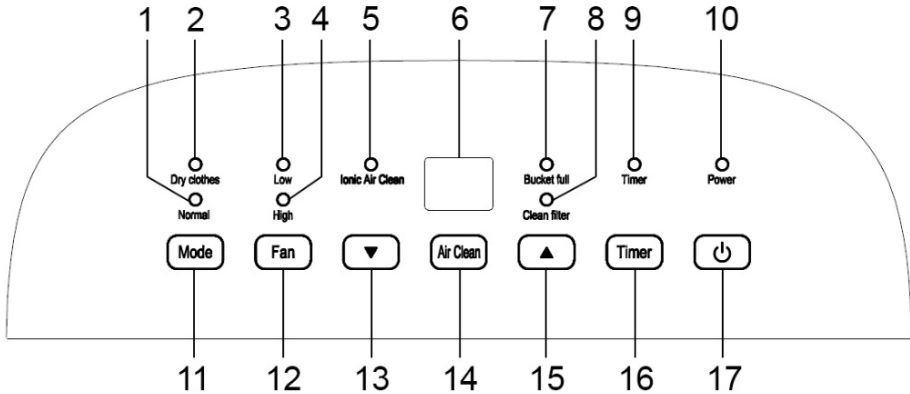 1 2 3 4 5 6 7 8 9 10
Dry clothes Low Ionic Air Clean Bucket full Timer Power
Normal High Clean filter
Mode Fan ▼ Air Clean ▲ Timer
11 12 13 14 15 16 17